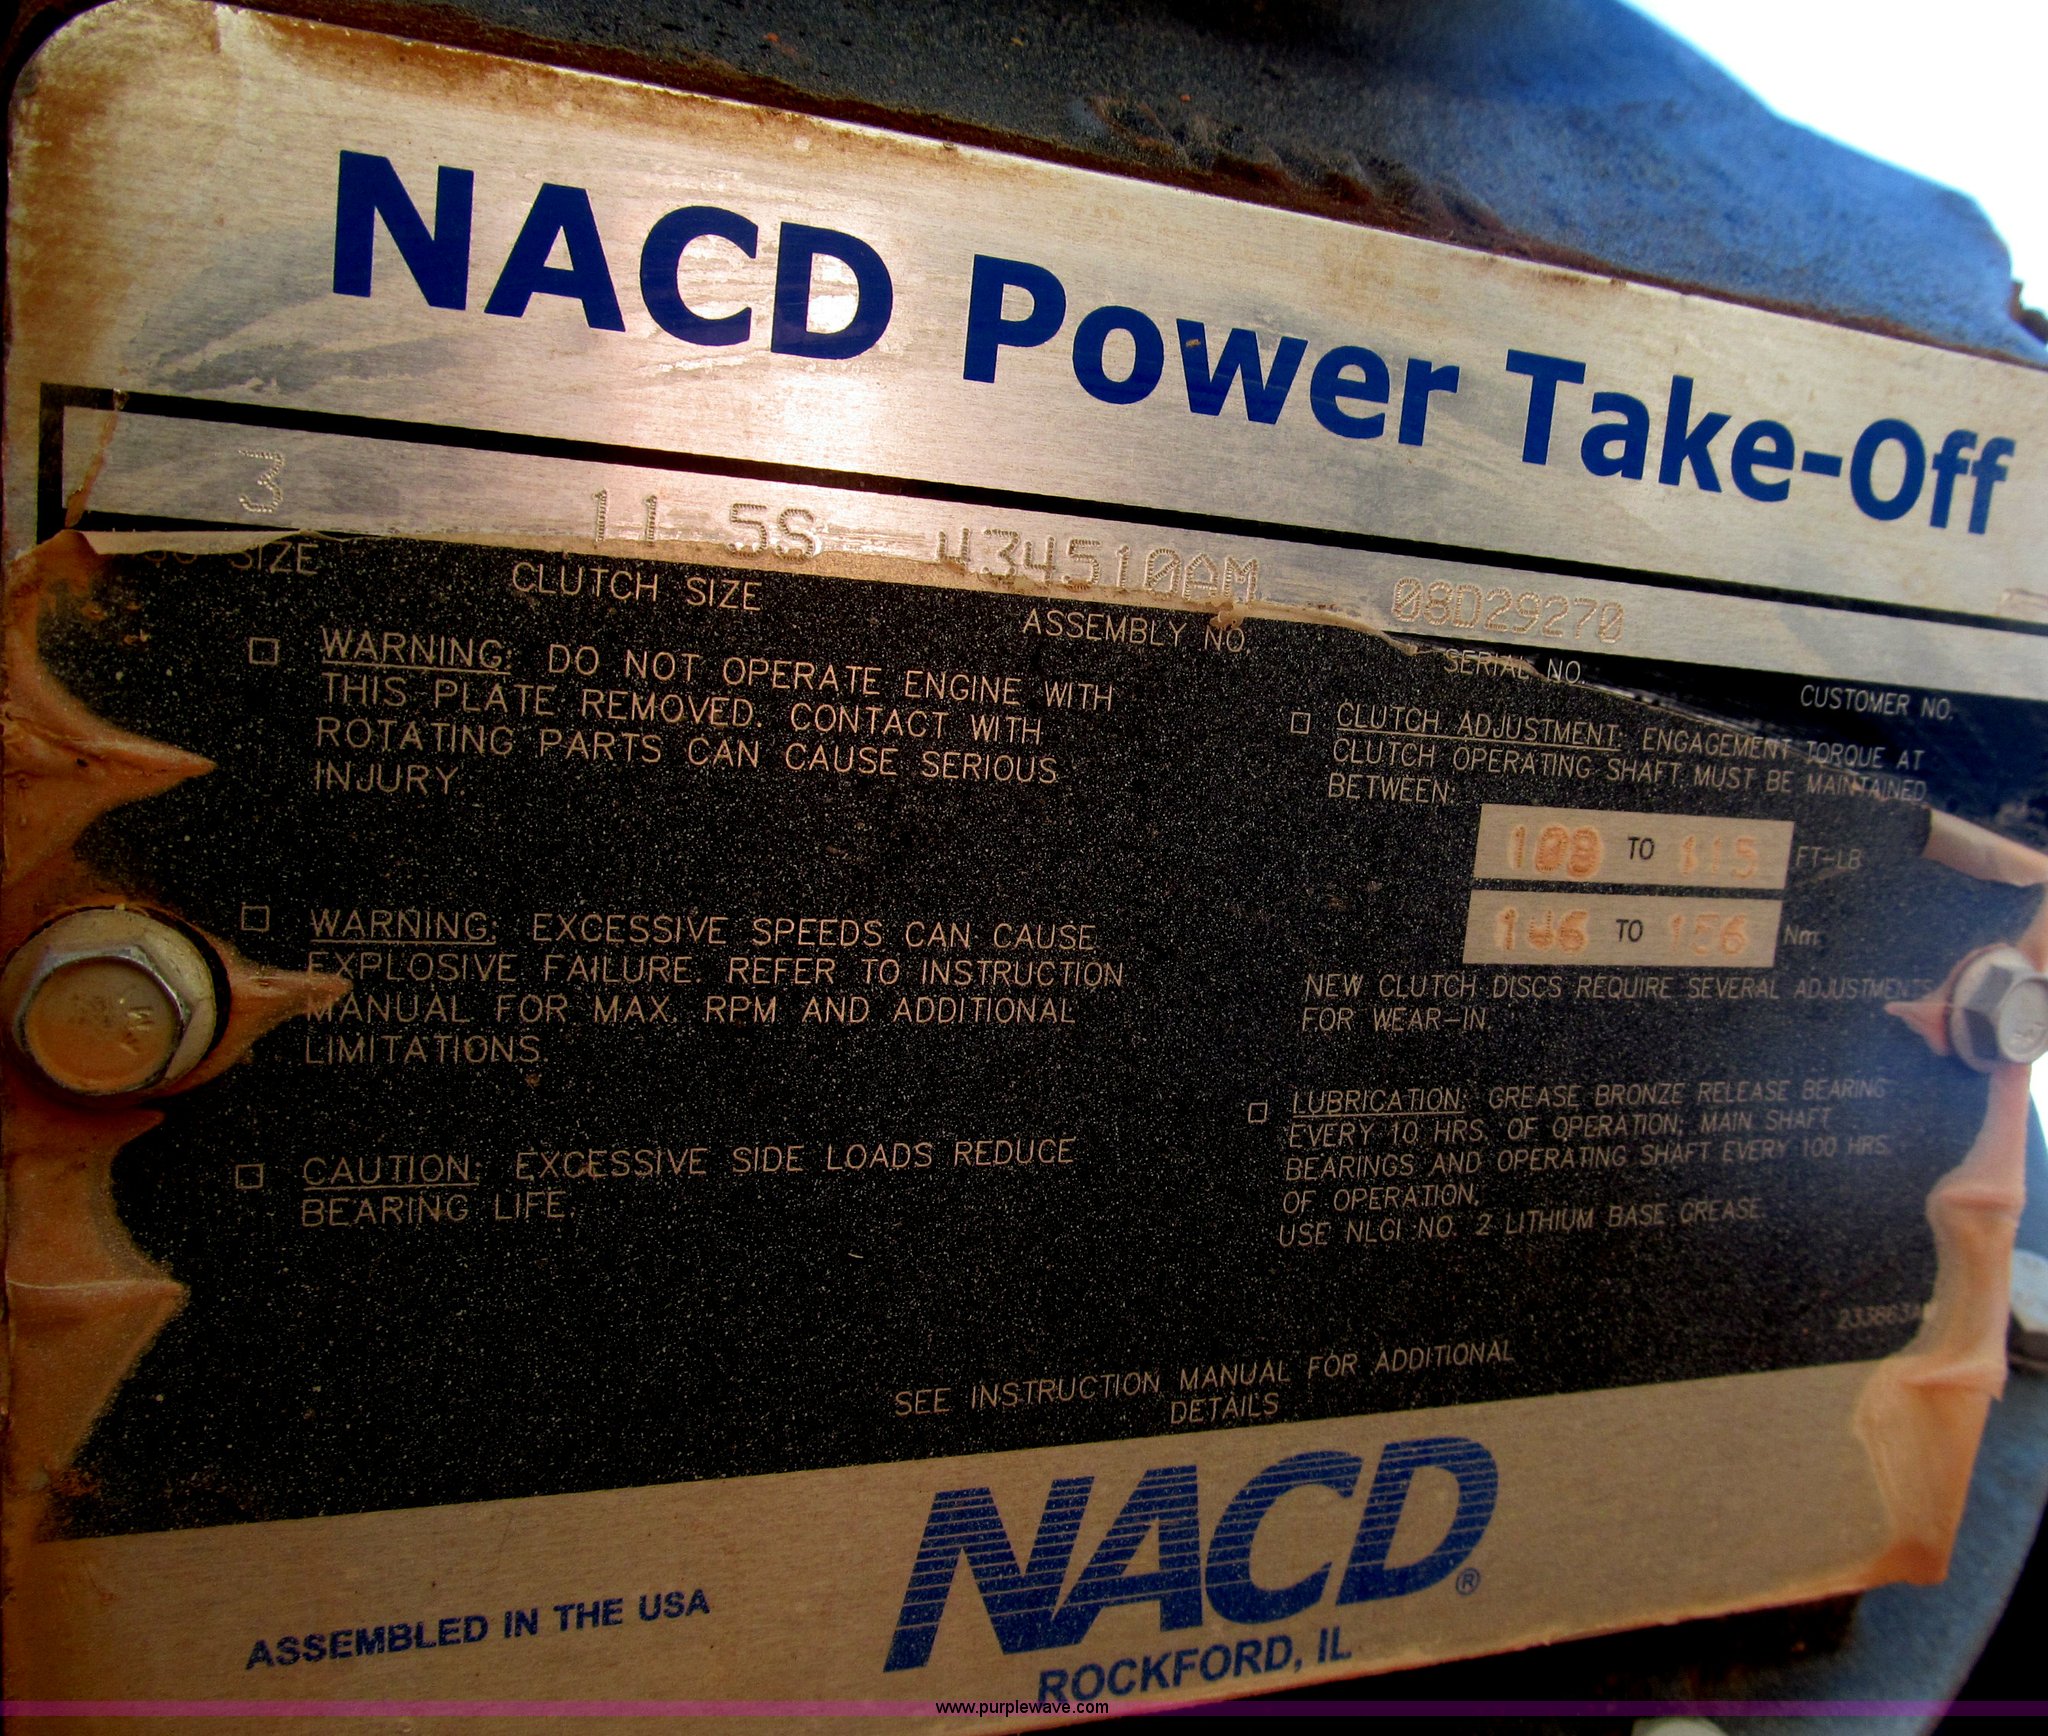 NACD Power Take-Off
3 11 5S 434510AM 08D29270
SIZE CLUTCH SIZE ASSEMBLY NO. SERIAL NO. CUSTOMER NO.
WARNING: DO NOT OPERATE ENGINE WITH
THIS PLATE REMOVED. CONTACT WITH
ROTATING PARTS CAN CAUSE SERIOUS
INJURY.
WARNING: EXCESSIVE SPEEDS CAN CAUSE
EXPLOSIVE FAILURE. REFER TO INSTRUCTION
MANUAL FOR MAX. RPM AND ADDITIONAL
LIMITATIONS.
CAUTION: EXCESSIVE SIDE LOADS REDUCE
BEARING LIFE.
CLUTCH ADJUSTMENT: ENGAGEMENT TORQUE AT
CLUTCH OPERATING SHAFT MUST BE MAINTAINED
BETWEEN:
TO 115 FT-LB
TO Nm
NEW CLUTCH DISCS REQUIRE SEVERAL ADJUSTMENTS
FOR WEAR-IN.
LUBRICATION: GREASE BRONZE RELEASE BEARING
EVERY 10 HRS. OF OPERATION; MAIN SHAFT
BEARINGS AND OPERATING SHAFT EVERY 100 HRS.
OF OPERATION.
USE NLGI NO. 2 LITHIUM BASE GREASE
SEE INSTRUCTION MANUAL FOR ADDITIONAL
DETAILS
NACD®
ROCKFORD, IL
ASSEMBLED IN THE USA
www.purplewave.com